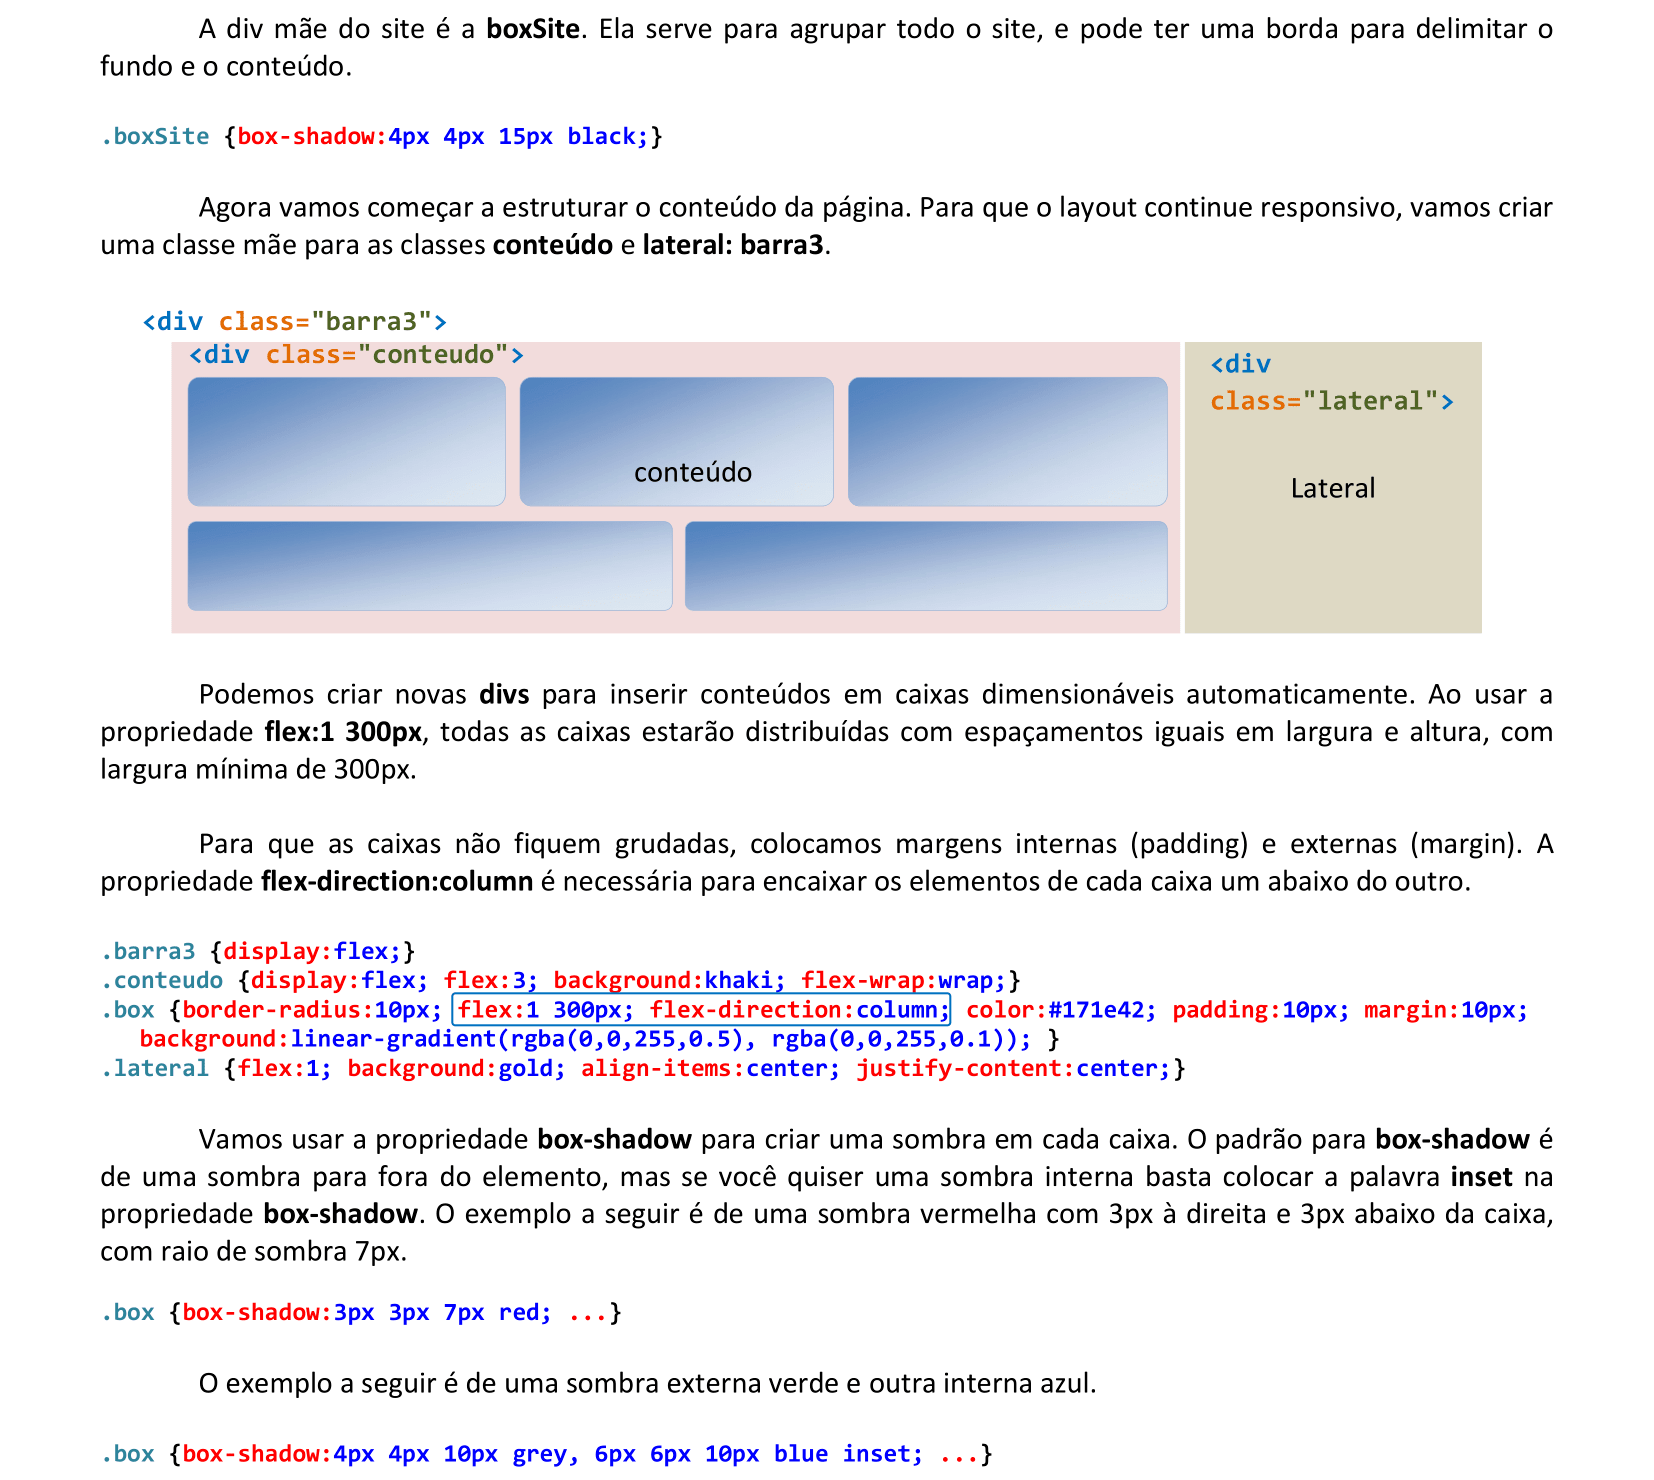 A div mãe do site é a boxSite. Ela serve para agrupar todo o site, e pode ter uma borda para delimitar o
fundo e o conteúdo.
.boxSite {box-shadow:4px 4px 15px black;}
Agora vamos começar a estruturar o conteúdo da página. Para que o layout continue responsivo, vamos criar
uma classe mãe para as classes conteúdo e lateral: barra3.
<div class="barra3">
<div class="conteudo">
<div
class="lateral">
conteúdo
Lateral
Podemos criar novas divs para inserir conteúdos em caixas dimensionáveis automaticamente. Ao usar a
propriedade flex:1 300px, todas as caixas estarão distribuídas com espaçamentos iguais em largura e altura, com
largura mínima de 300px.
Para que as caixas não fiquem grudadas, colocamos margens internas (padding) e externas (margin). A
propriedade flex-direction:column é necessária para encaixar os elementos de cada caixa um abaixo do outro.
.barra3 {display:flex;}
.conteudo {display:flex; flex:3; background:khaki; flex-wrap:wrap;}
.box {border-radius:10px; flex:1 300px; flex-direction:column; color:#171e42; padding:10px; margin:10px;
background:linear-gradient(rgba(0,0,255,0.5), rgba(0,0,255,0.1)); }
.lateral {flex:1; background:gold; align-items:center; justify-content:center;}
Vamos usar a propriedade box-shadow para criar uma sombra em cada caixa. O padrão para box-shadow é
de uma sombra para fora do elemento, mas se você quiser uma sombra interna basta colocar a palavra inset na
propriedade box-shadow. O exemplo a seguir é de uma sombra vermelha com 3px à direita e 3px abaixo da caixa,
com raio de sombra 7px.
.box {box-shadow:3px 3px 7px red; ...}
O exemplo a seguir é de uma sombra externa verde e outra interna azul.
.box {box-shadow:4px 4px 10px grey, 6px 6px 10px blue inset; ...}